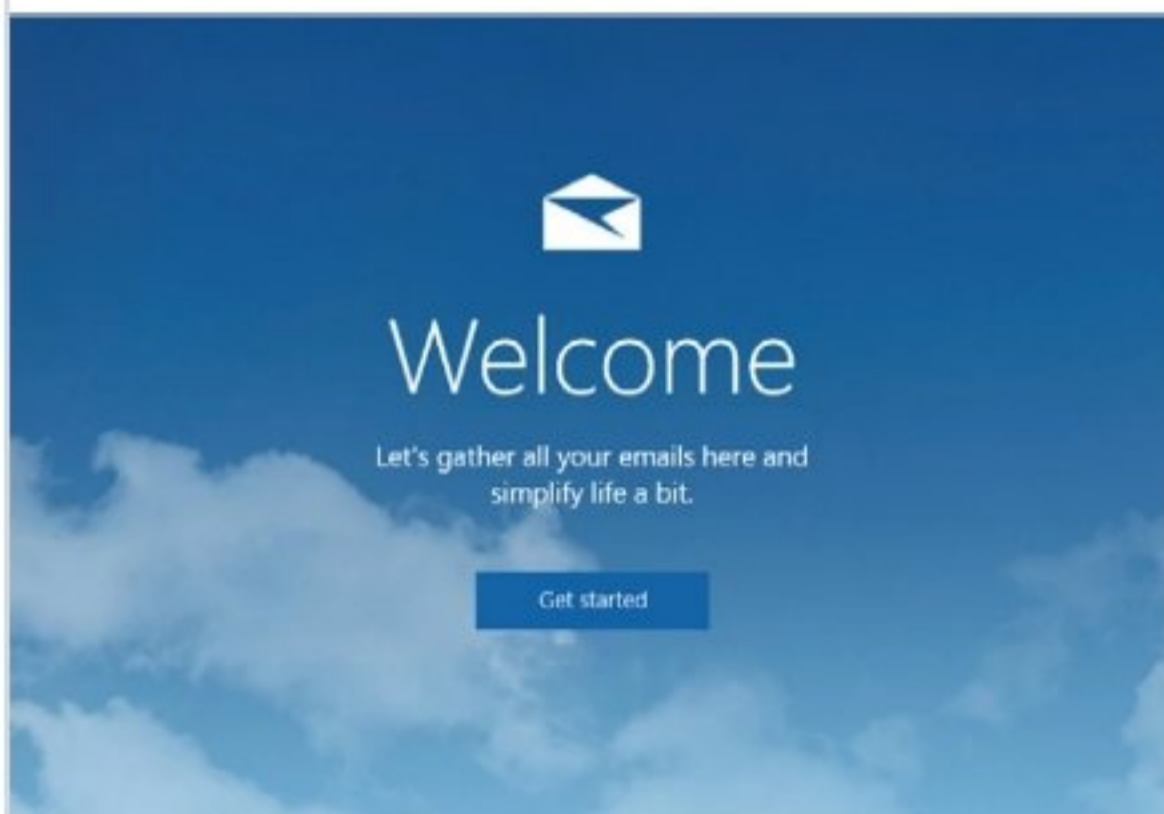 Welcome
Let's gather all your emails here and
simplify life a bit.
Get started